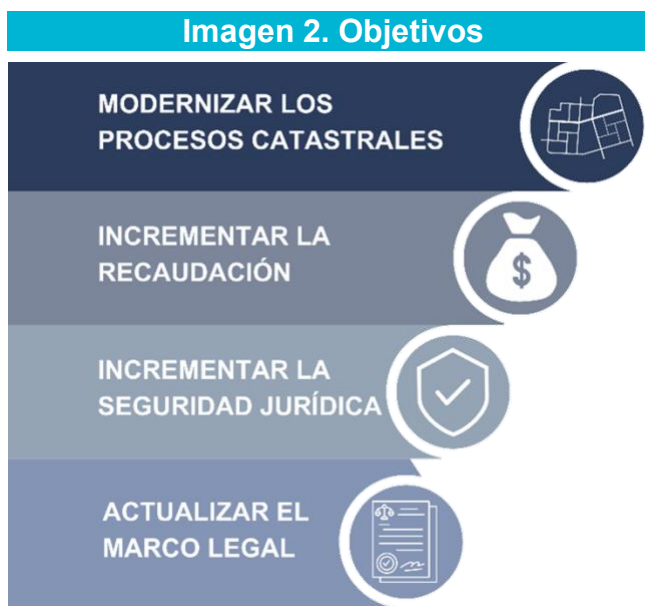 Imagen 2. Objetivos
MODERNIZAR LOS
PROCESOS CATASTRALES
INCREMENTAR LA
RECAUDACIÓN
$
INCREMENTAR LA
SEGURIDAD JURÍDICA
ACTUALIZAR EL
MARCO LEGAL